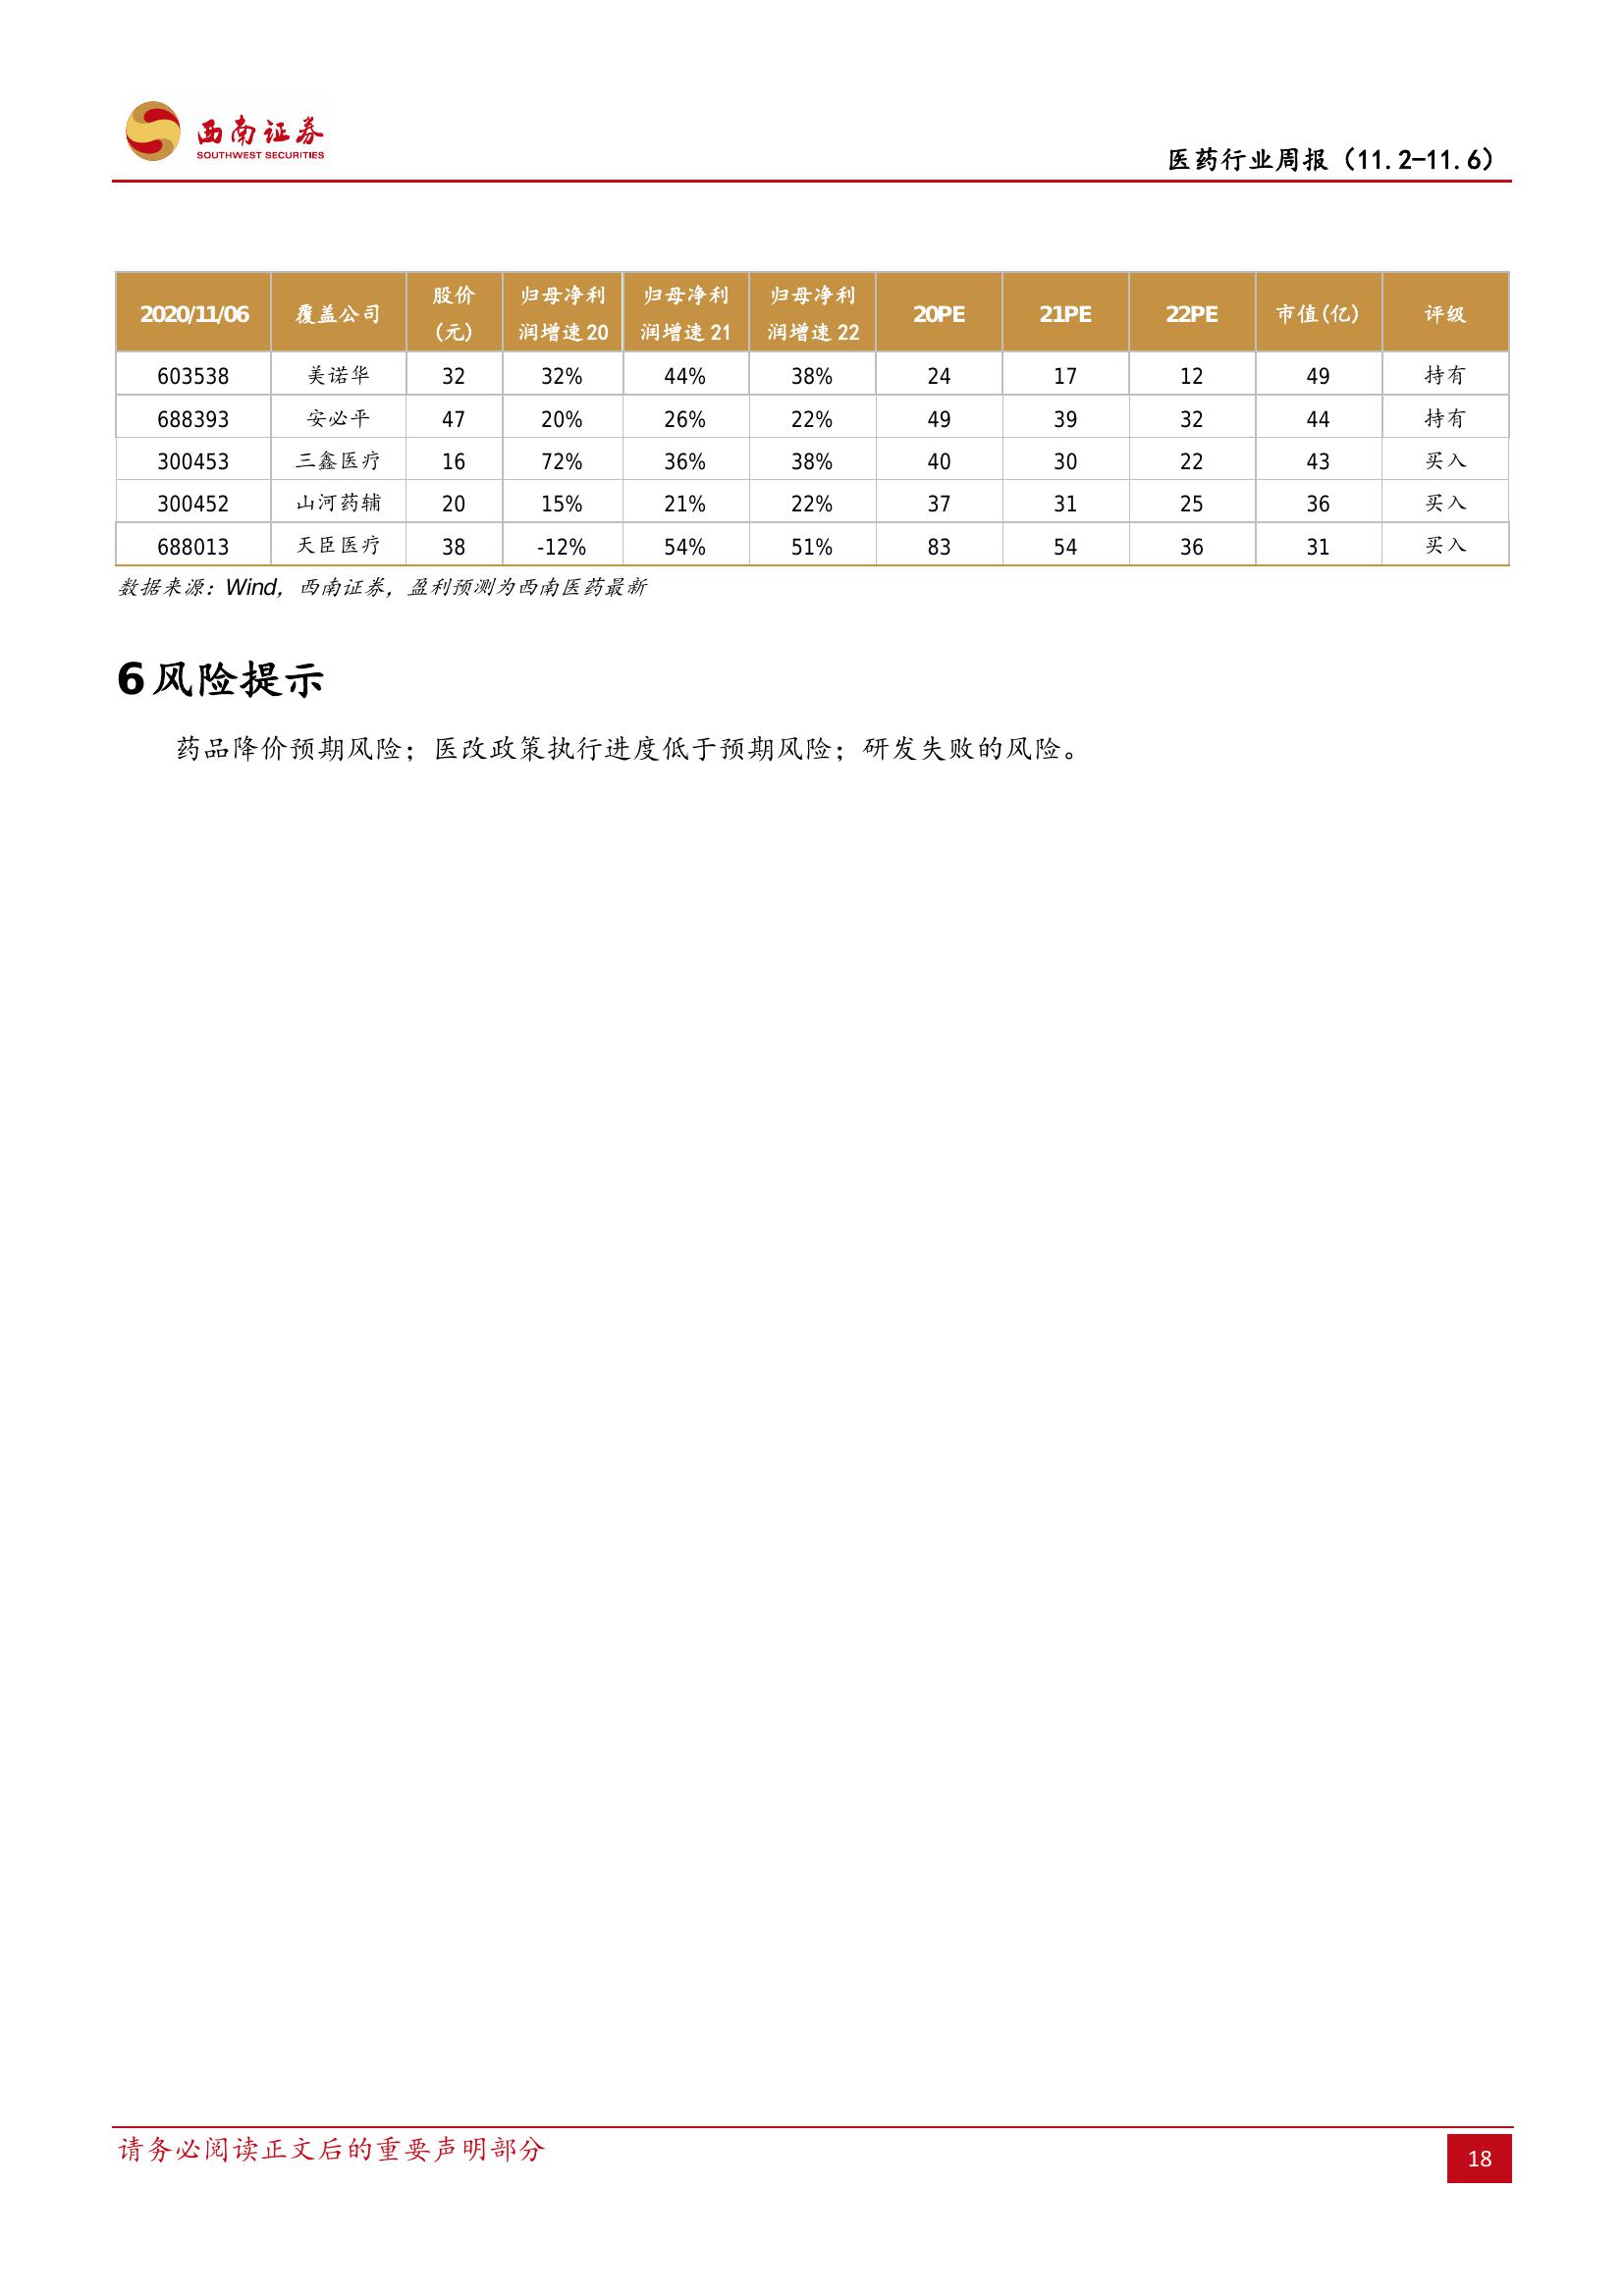 西南证券
SOUTHWEST SECURITIES
医药行业周报（11.2-11.6）
2020/11/06 覆盖公司 股价(元) 归母净利润增速20 归母净利润增速21 归母净利润增速22 20PE 21PE 22PE 市值(亿) 评级
603538 美诺华 32 32% 44% 38% 24 17 12 49 持有
688393 安必平 47 20% 26% 22% 49 39 32 44 持有
300453 三鑫医疗 16 72% 36% 38% 40 30 22 43 买入
300452 山河药辅 20 15% 21% 22% 37 31 25 36 买入
688013 天臣医疗 38 -12% 54% 51% 83 54 36 31 买入
数据来源：Wind，西南证券，盈利预测为西南医药最新
6 风险提示
药品降价预期风险；医改政策执行进度低于预期风险；研发失败的风险。
请务必阅读正文后的重要声明部分
18